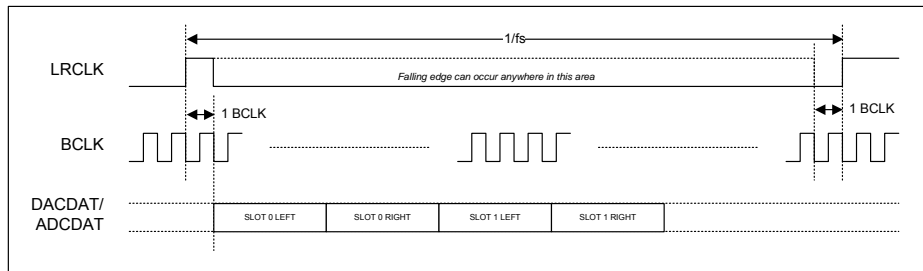 1/fs
LRCLK
Falling edge can occur anywhere in this area
1 BCLK
1 BCLK
BCLK
DACDAT/
ADCDAT
SLOT 0 LEFT
SLOT 0 RIGHT
SLOT 1 LEFT
SLOT 1 RIGHT